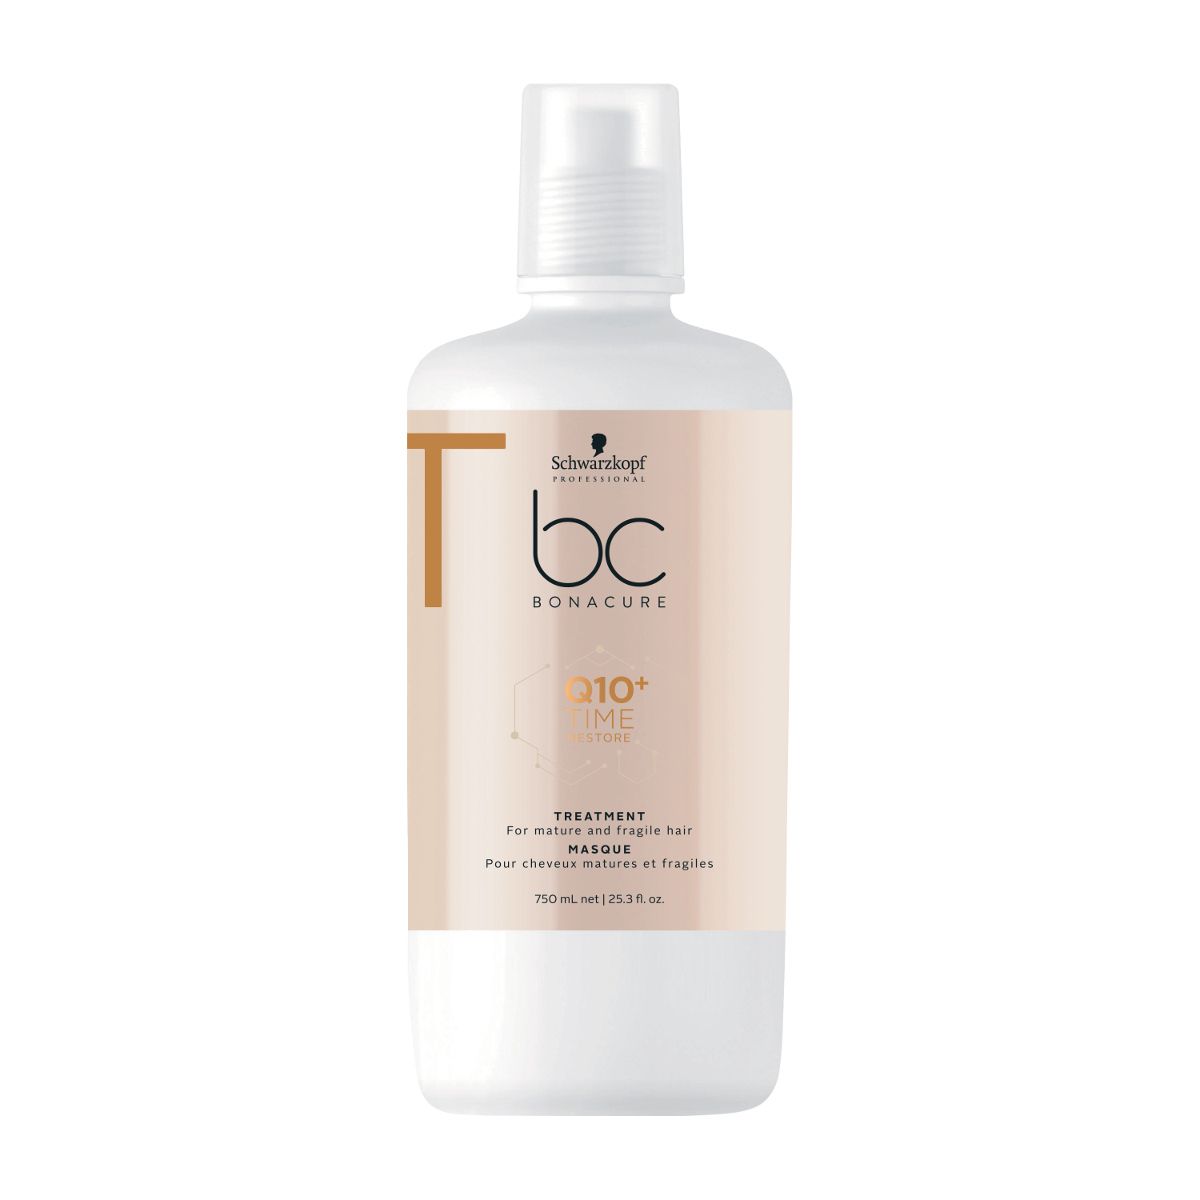 T
Schwarzkopf
PROFESSIONAL
bc
BONACURE
Q10+
TIME
RESTORE
TREATMENT
For mature and fragile hair
MASQUE
Pour cheveux matures et fragiles
750 mL net | 25.3 fl. oz.